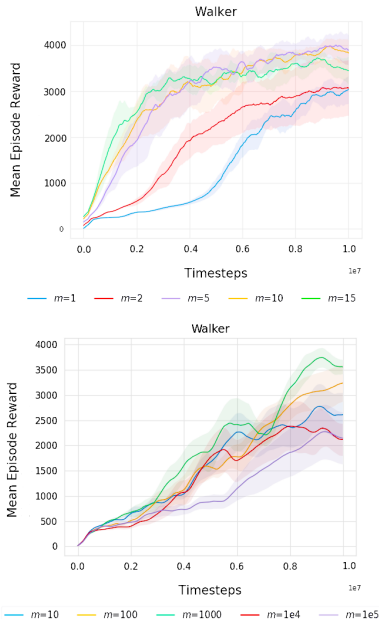 Walker
4000
3000
2000
1000
0
Mean Episode Reward
0.0 0.2 0.4 0.6 0.8 1.0
Timesteps
1e7
m=1 m=2 m=5 m=10 m=15
Walker
4000
3500
3000
2500
2000
1500
1000
500
0
Mean Episode Reward
0.0 0.2 0.4 0.6 0.8 1.0
Timesteps
1e7
m=10 m=100 m=1000 m=1e4 m=1e5